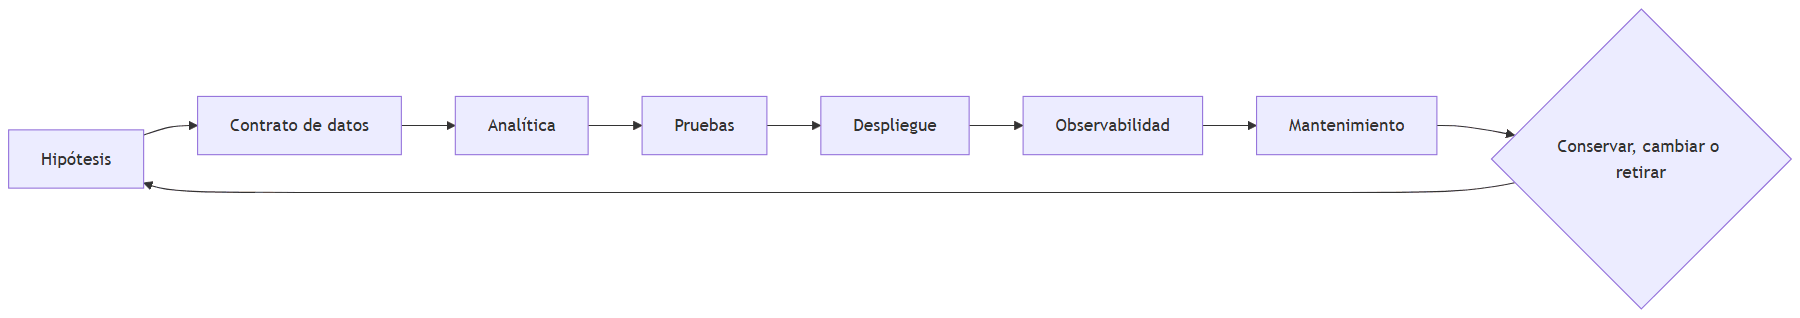 Hipótesis
Contrato de datos
Analítica
Pruebas
Despliegue
Observabilidad
Mantenimiento
Conservar, cambiar o
retirar